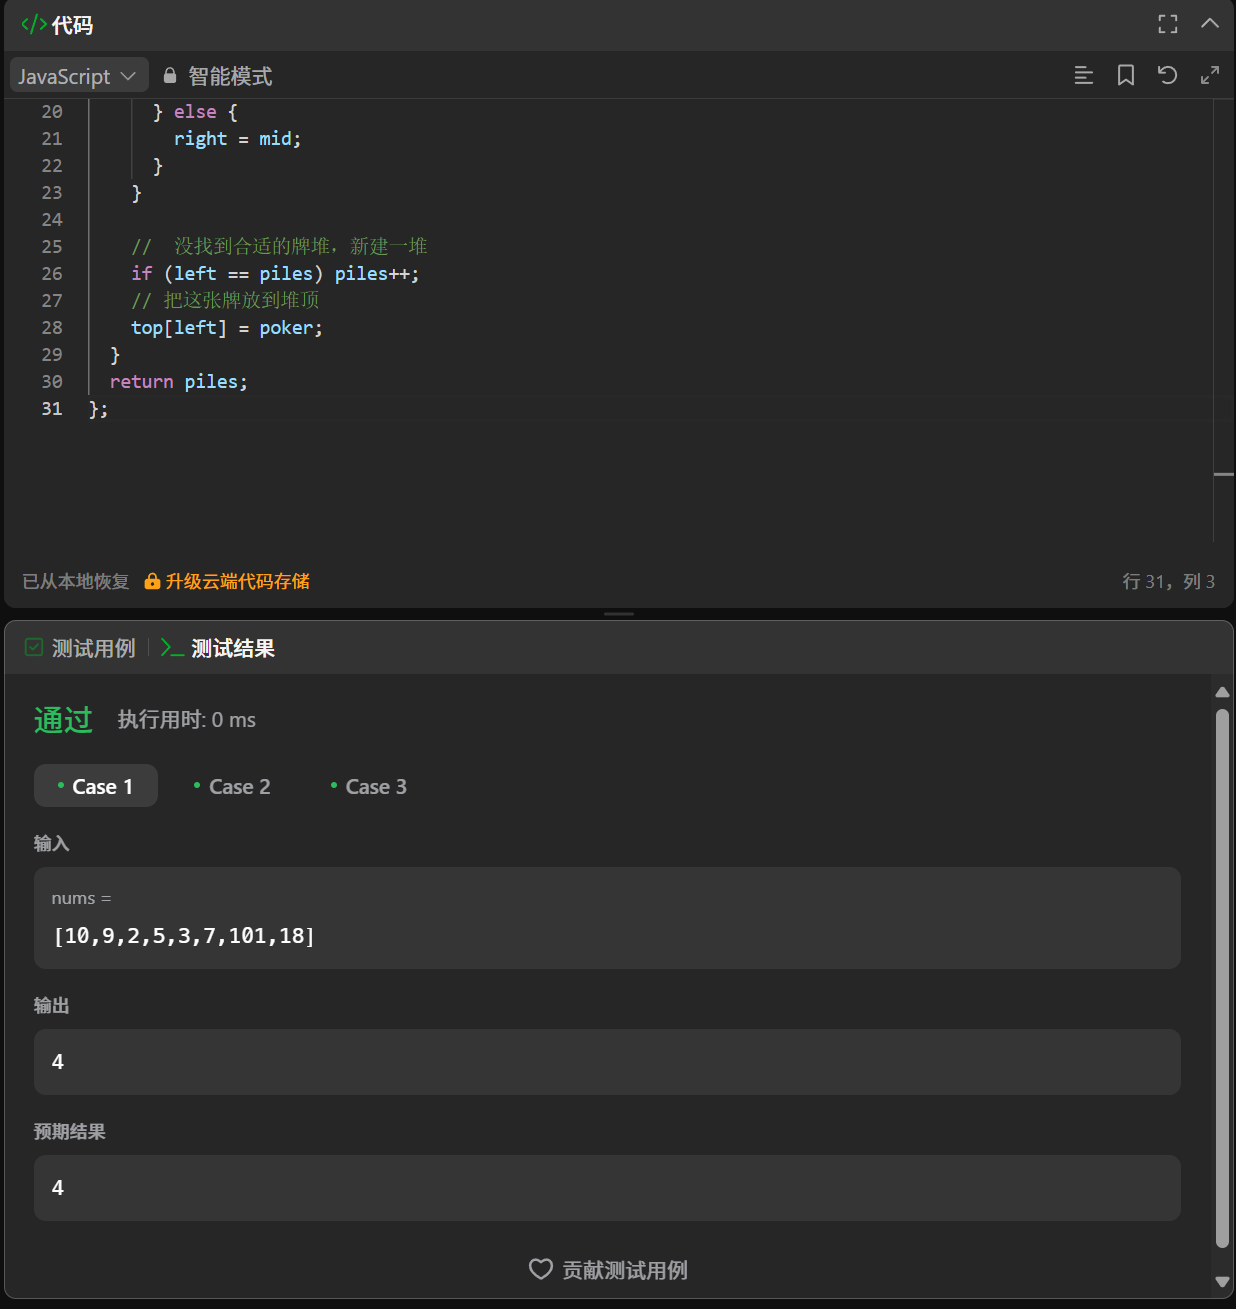 </> 代码
JavaScript 智能模式
20 } else {
21 right = mid;
22 }
23 }
24
25 // 没找到合适的牌堆，新建一堆
26 if (left == piles) piles++;
27 // 把这张牌放到堆顶
28 top[left] = poker;
29 }
30 return piles;
31 };
已从本地恢复 升级云端代码存储 行 31，列 3
测试用例 测试结果
通过 执行用时: 0 ms
Case 1 Case 2 Case 3
输入
nums =
[10,9,2,5,3,7,101,18]
输出
4
预期结果
4
贡献测试用例